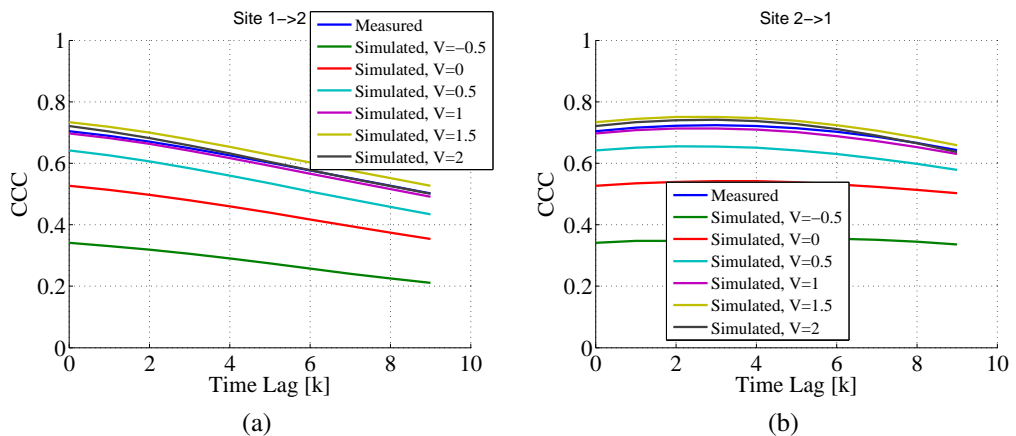 Site 1->2
Measured
Simulated, V=-0.5
Simulated, V=0
Simulated, V=0.5
Simulated, V=1
Simulated, V=1.5
Simulated, V=2
1
0.8
0.6
0.4
0.2
0
CCC
0 2 4 6 8 10
Time Lag [k]
(a)
Site 2->1
1
0.8
0.6
0.4
0.2
0
CCC
Measured
Simulated, V=-0.5
Simulated, V=0
Simulated, V=0.5
Simulated, V=1
Simulated, V=1.5
Simulated, V=2
0 2 4 6 8 10
Time Lag [k]
(b)